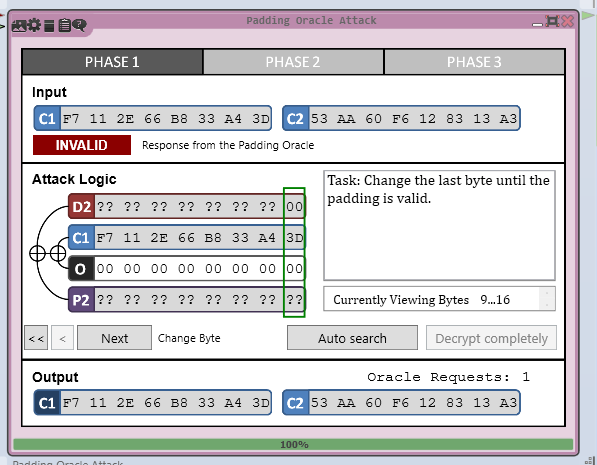 Padding Oracle Attack
PHASE 1 PHASE 2 PHASE 3
Input
C1 F7 11 2E 66 B8 33 A4 3D C2 53 AA 60 F6 12 83 13 A3
INVALID Response from the Padding Oracle
Attack Logic
D2 ?? ?? ?? ?? ?? ?? ?? 00
C1 F7 11 2E 66 B8 33 A4 3D
O 00 00 00 00 00 00 00 00
P2 ?? ?? ?? ?? ?? ?? ?? ??
Task: Change the last byte until the
padding is valid.
Currently Viewing Bytes 9...16
<< < Next Change Byte Auto search Decrypt completely
Output Oracle Requests: 1
C1 F7 11 2E 66 B8 33 A4 3D C2 53 AA 60 F6 12 83 13 A3
100%
Padding Oracle Attack